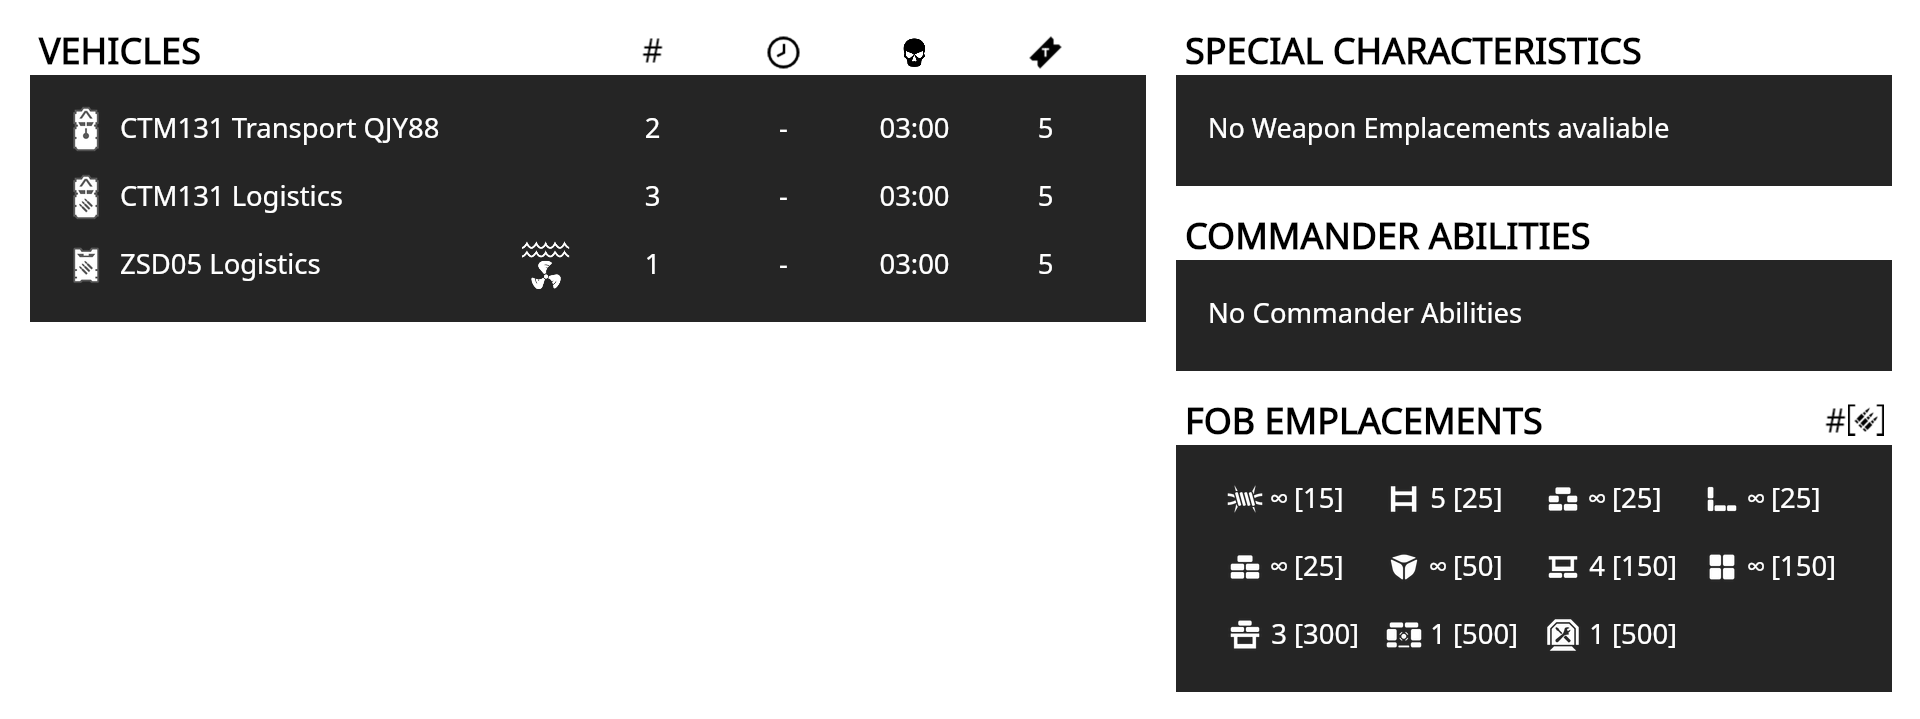 VEHICLES #
CTM131 Transport QJY88 2 - 03:00 5
CTM131 Logistics 3 - 03:00 5
ZSD05 Logistics 1 - 03:00 5
SPECIAL CHARACTERISTICS
No Weapon Emplacements avaliable
COMMANDER ABILITIES
No Commander Abilities
FOB EMPLACEMENTS #[]
∞ [15] 5 [25] ∞ [25] ∞ [25]
∞ [25] ∞ [50] 4 [150] ∞ [150]
3 [300] 1 [500] 1 [500]